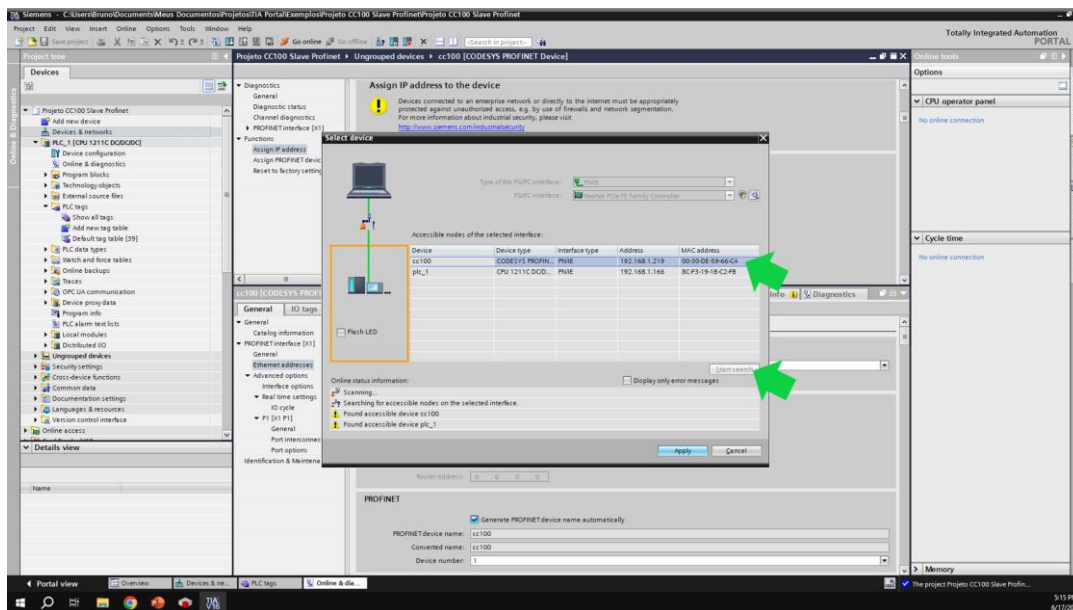 Siemens - C:\Users\Bruno\Documents\Meus Documentos\Projetos\TIA Portal\Exemplos\Projeto CC100 Slave Profinet\Projeto CC100 Slave Profinet
Project Edit View Insert Online Options Tools Window Help
Save project Go online Go offline <Search in project>
Totally Integrated Automation
PORTAL
Project tree
Projeto CC100 Slave Profinet Ungrouped devices cc100 [CODESYS PROFINET Device]
Online tools
Devices
Options
Projeto CC100 Slave Profinet
Add new device
Devices & networks
PLC_1 [CPU 1211C DC/DC/DC]
Device configuration
Online & diagnostics
Program blocks
Technology objects
External source files
PLC tags
Show all tags
Add new tag table
Default tag table [39]
PLC data types
Watch and force tables
Online backups
Traces
OPC UA communication
Device proxy data
Program info
PLC alarm text lists
Local modules
Distributed I/O
Ungrouped devices
Security settings
Cross-device functions
Common data
Documentation settings
Languages & resources
Version control interface
Online access
Details view
Name
Diagnostics
General
Diagnostic status
Channel diagnostics
PROFINET interface [X1]
Functions
Assign IP address
Assign PROFINET devic
Reset to factory setting
Assign IP address to the device
Devices connected to an enterprise network or directly to the internet must be appropriately
protected against unauthorized access, e.g. by use of firewalls and network segmentation.
For more information about industrial security, please visit
http://www.siemens.com/industrialsecurity
Select device
Type of the PG/PC interface: PN/IE
PG/PC interface: Realtek PCIe FE Family Controller
Accessible nodes of the selected interface:
Device Device type Interface type Address MAC address
cc100 CODESYS PROFIN... PN/IE 192.168.1.219 00-30-DE-59-66-C4
plc_1 CPU 1211C DC/D... PN/IE 192.168.1.166 8C-F3-19-1B-C2-FB
Flash LED
Start search
Online status information:
Display only error messages
Scanning...
Searching for accessible nodes on the selected interface.
Found accessible device cc100
Found accessible device plc_1
Apply Cancel
cc100 [CODESYS PROFI
Info Diagnostics
General IO tags
General
Catalog information
PROFINET interface [X1]
General
Ethernet addresses
Advanced options
Interface options
Real time settings
IO cycle
P1 [X1 P1]
General
Port interconnec
Port options
Identification & Maintena
Router address: 0 . 0 . 0 . 0
PROFINET
Generate PROFINET device name automatically
PROFINET device name: cc100
Converted name: cc100
Device number: 1
CPU operator panel
No online connection
Cycle time
No online connection
Memory
Portal view Overview Devices & ne... PLC tags Online & dia...
The project Projeto CC100 Slave Profin...